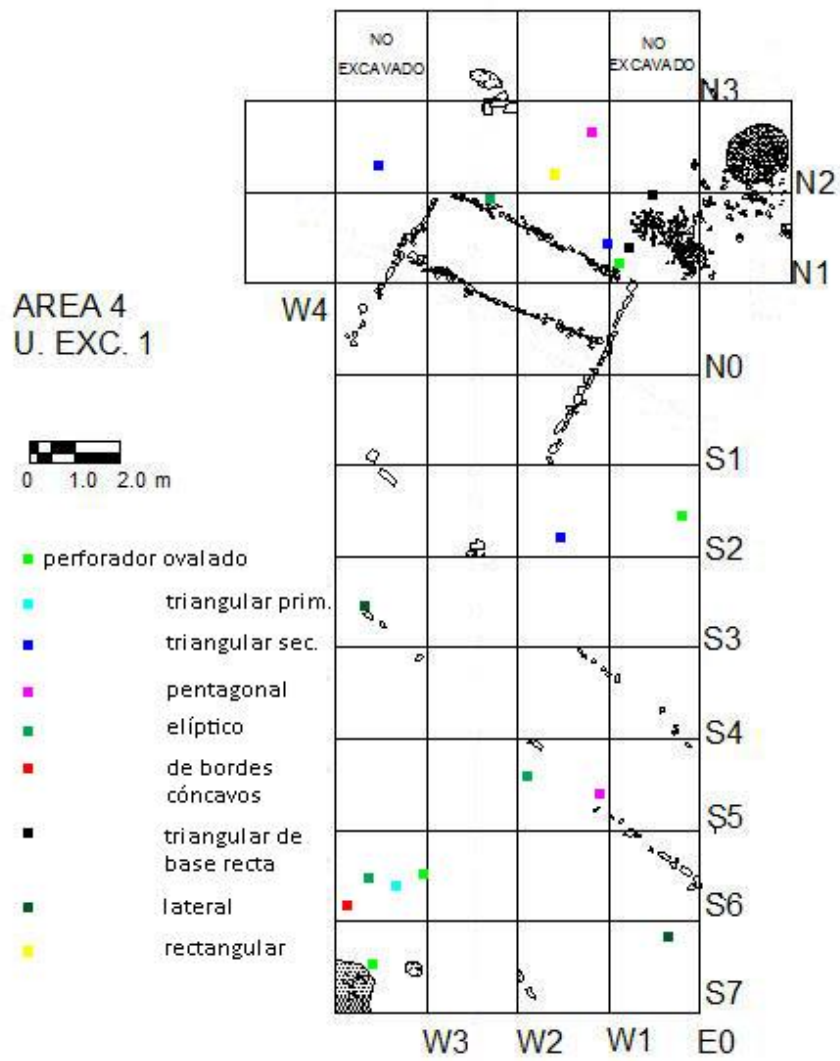 NO
EXCAVADO
NO
EXCAVADO
N3
N2
N1
AREA 4
U. EXC. 1
W4
N0
0 1.0 2.0 m
S1
S2
perforador ovalado
triangular prim.
triangular sec.
S3
pentagonal
elíptico
S4
de bordes
cóncavos
S5
triangular de
base recta
lateral
S6
rectangular
S7
W3 W2 W1 E0